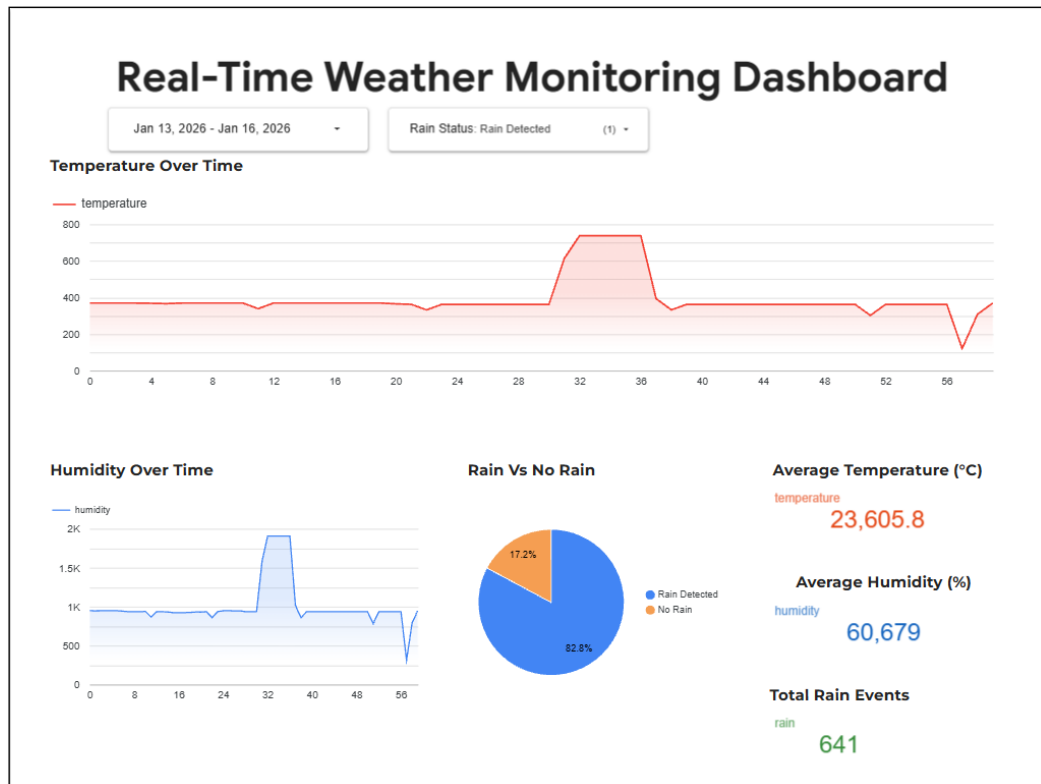 Real-Time Weather Monitoring Dashboard
Jan 13, 2026 - Jan 16, 2026
Rain Status: Rain Detected (1)
Temperature Over Time
temperature
800
600
400
200
0
0 4 8 12 16 20 24 28 32 36 40 44 48 52 56
Humidity Over Time
humidity
2K
1.5K
1K
500
0
0 8 16 24 32 40 48 56
Rain Vs No Rain
17.2%
82.8%
Rain Detected
No Rain
Average Temperature (°C)
temperature
23,605.8
Average Humidity (%)
humidity
60,679
Total Rain Events
rain
641